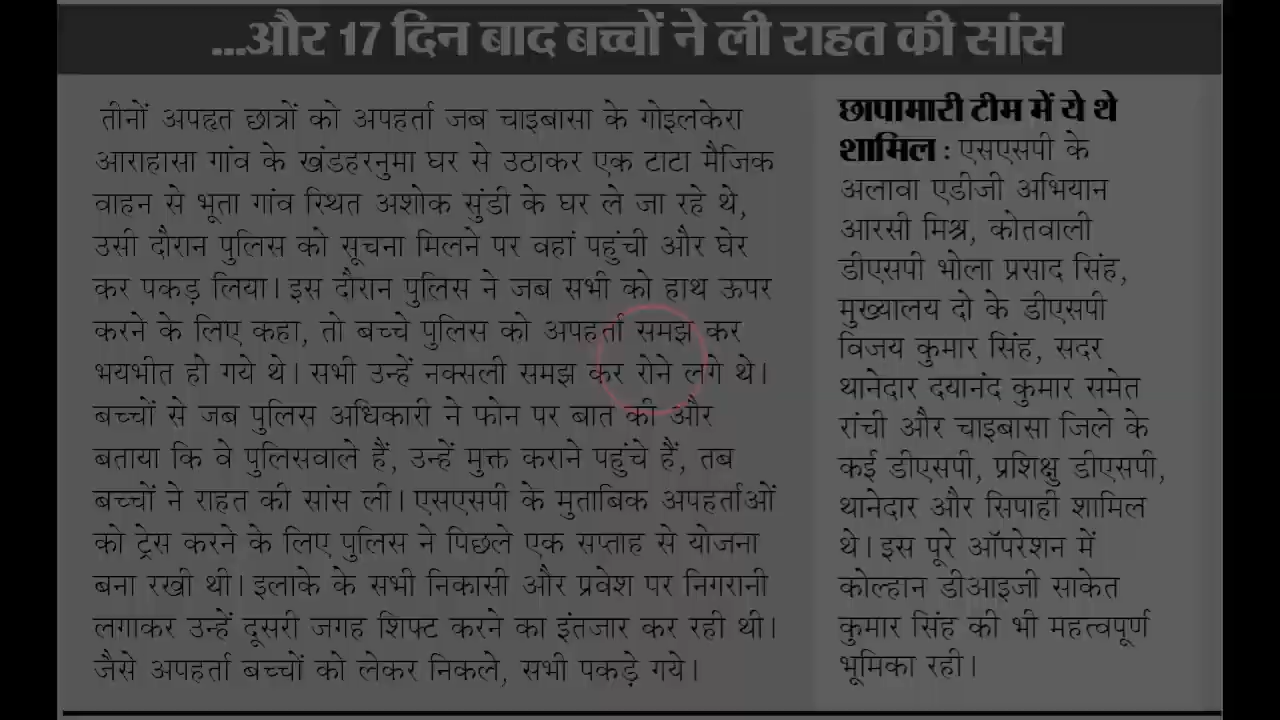 ...और 17 दिन बाद बच्चों ने ली राहत की सांस
तीनों अपहृत छात्रों को अपहर्ता जब चाइबासा के गोइलकेरा
आराहासा गांव के खंडहरनुमा घर से उठाकर एक टाटा मैजिक
वाहन से भूता गांव स्थित अशोक सुंडी के घर ले जा रहे थे,
उसी दौरान पुलिस को सूचना मिलने पर वहां पहुंची और घेर
कर पकड़ लिया। इस दौरान पुलिस ने जब सभी को हाथ ऊपर
करने के लिए कहा, तो बच्चे पुलिस को अपहर्ता समझ कर
भयभीत हो गये थे। सभी उन्हें नक्सली समझ कर रोने लगे थे।
बच्चों से जब पुलिस अधिकारी ने फोन पर बात की और
बताया कि वे पुलिसवाले हैं, उन्हें मुक्त कराने पहुंचे हैं, तब
बच्चों ने राहत की सांस ली। एसएसपी के मुताबिक अपहर्ताओं
को ट्रेस करने के लिए पुलिस ने पिछले एक सप्ताह से योजना
बना रखी थी। इलाके के सभी निकासी और प्रवेश पर निगरानी
लगाकर उन्हें दूसरी जगह शिफ्ट करने का इंतजार कर रही थी।
जैसे अपहर्ता बच्चों को लेकर निकले, सभी पकड़े गये।
छापामारी टीम में ये थे
शामिल : एसएसपी के
अलावा एडीजी अभियान
आरसी मिश्र, कोतवाली
डीएसपी भोला प्रसाद सिंह,
मुख्यालय दो के डीएसपी
विजय कुमार सिंह, सदर
थानेदार दयानंद कुमार समेत
रांची और चाइबासा जिले के
कई डीएसपी, प्रशिक्षु डीएसपी,
थानेदार और सिपाही शामिल
थे। इस पूरे ऑपरेशन में
कोल्हान डीआइजी साकेत
कुमार सिंह की भी महत्वपूर्ण
भूमिका रही।